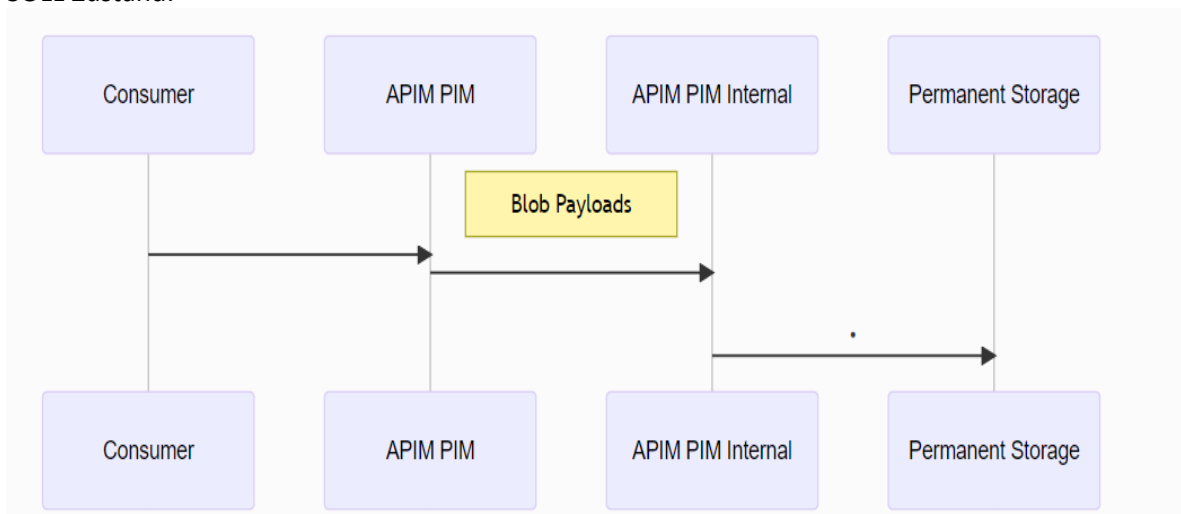 Consumer
APIM PIM
APIM PIM Internal
Permanent Storage
Blob Payloads
.
Consumer
APIM PIM
APIM PIM Internal
Permanent Storage